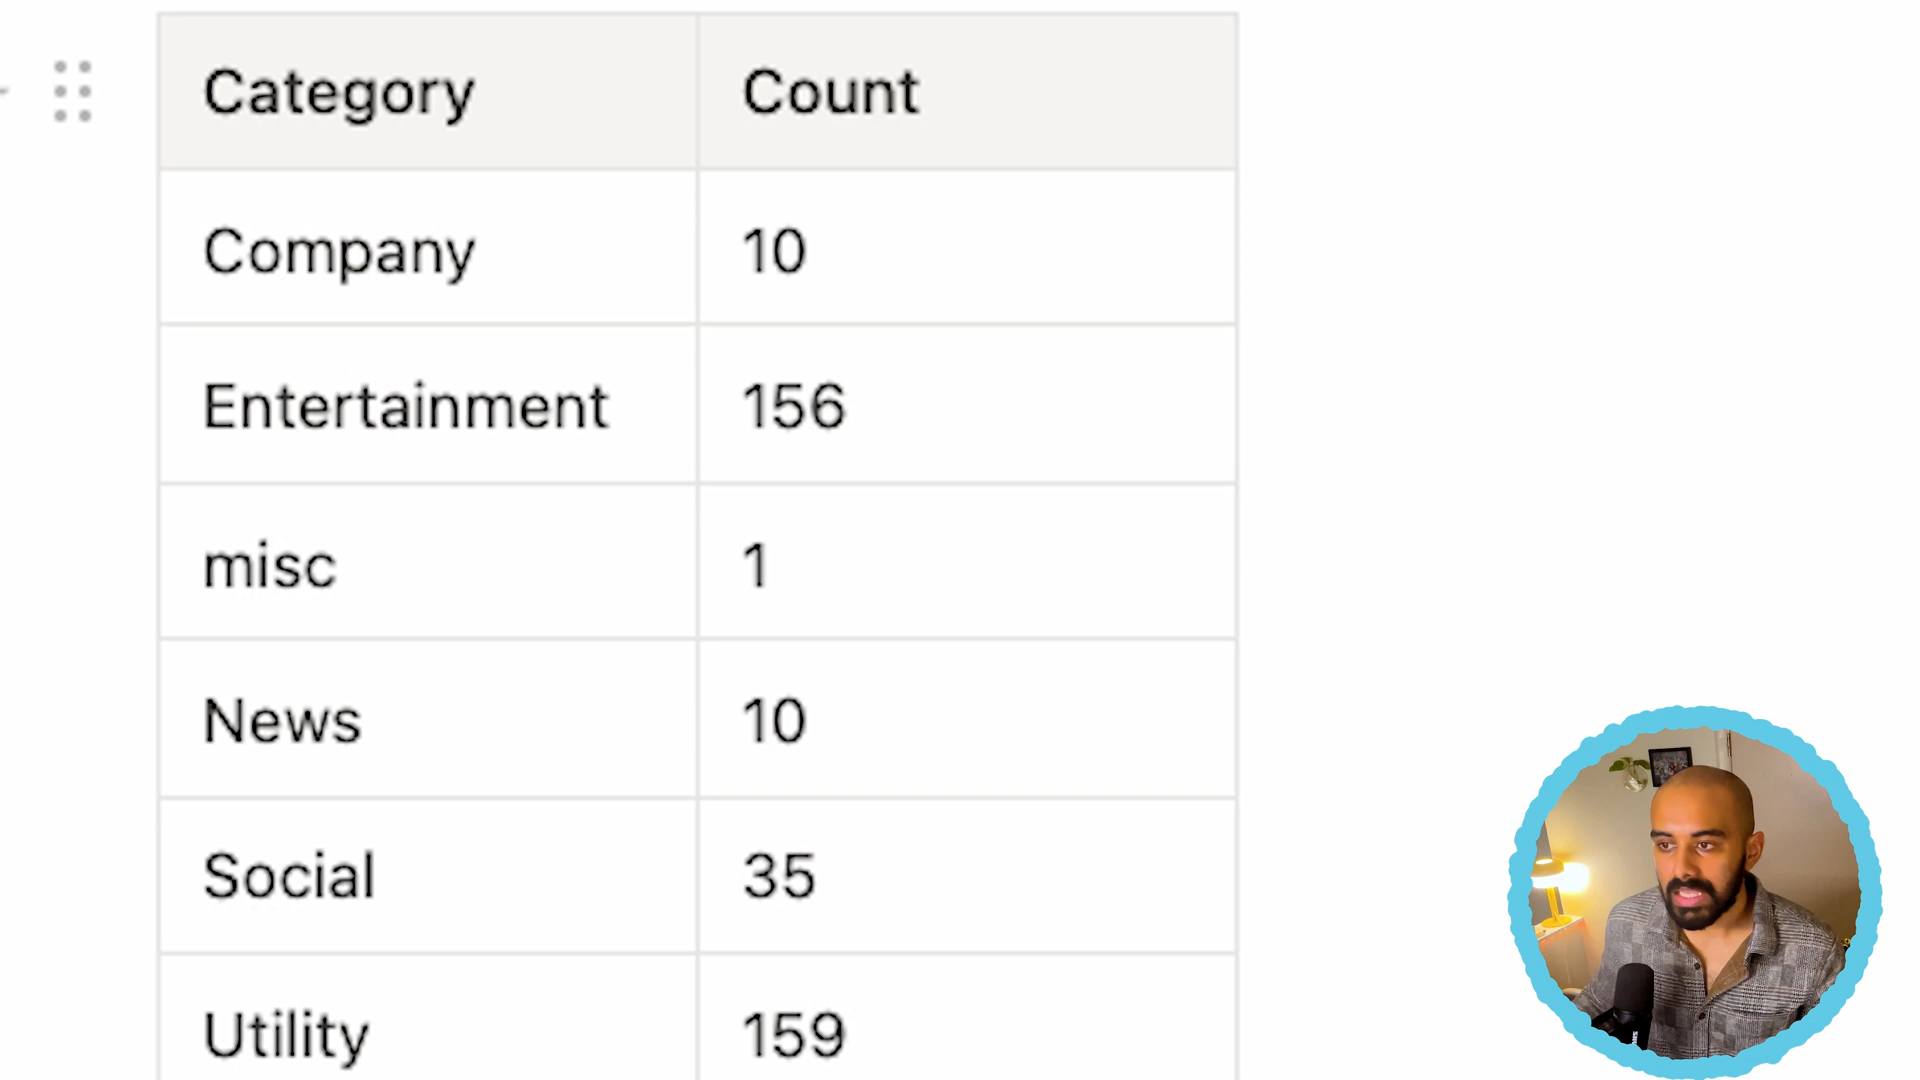 Category Count
Company 10
Entertainment 156
misc 1
News 10
Social 35
Utility 159